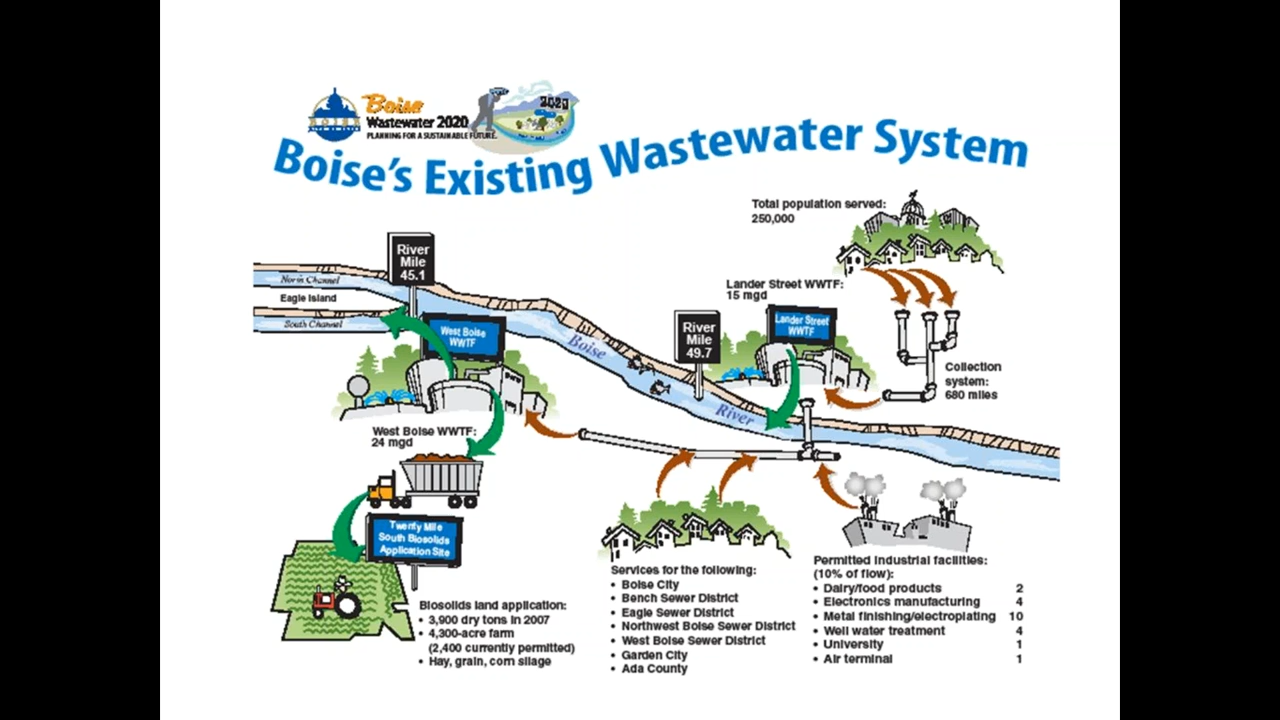 BOISE
CITY OF TREES
Boise
Wastewater 2020
PLANNING FOR A SUSTAINABLE FUTURE.
2020
Boise's Existing Wastewater System
Total population served:
250,000
River
Mile
45.1
North Channel
Eagle Island
South Channel
West Boise
WWTF
Boise
River
River
Mile
49.7
Lander Street WWTF:
15 mgd
Lander Street
WWTF
Collection
system:
680 miles
West Boise WWTF:
24 mgd
Twenty Mile
South Biosolids
Application Site
Biosolids land application:
• 3,900 dry tons in 2007
• 4,300-acre farm
(2,400 currently permitted)
• Hay, grain, corn silage
Services for the following:
• Boise City
• Bench Sewer District
• Eagle Sewer District
• Northwest Boise Sewer District
• West Boise Sewer District
• Garden City
• Ada County
Permitted industrial facilities:
(10% of flow):
• Dairy/food products 2
• Electronics manufacturing 4
• Metal finishing/electroplating 10
• Well water treatment 4
• University 1
• Air terminal 1